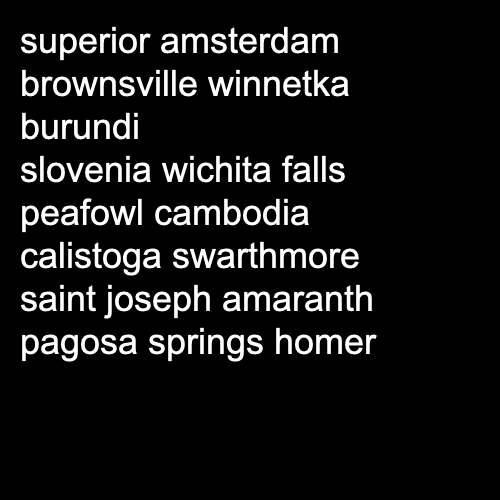 superior amsterdam
brownsville winnetka
burundi
slovenia wichita falls
peafowl cambodia
calistoga swarthmore
saint joseph amaranth
pagosa springs homer